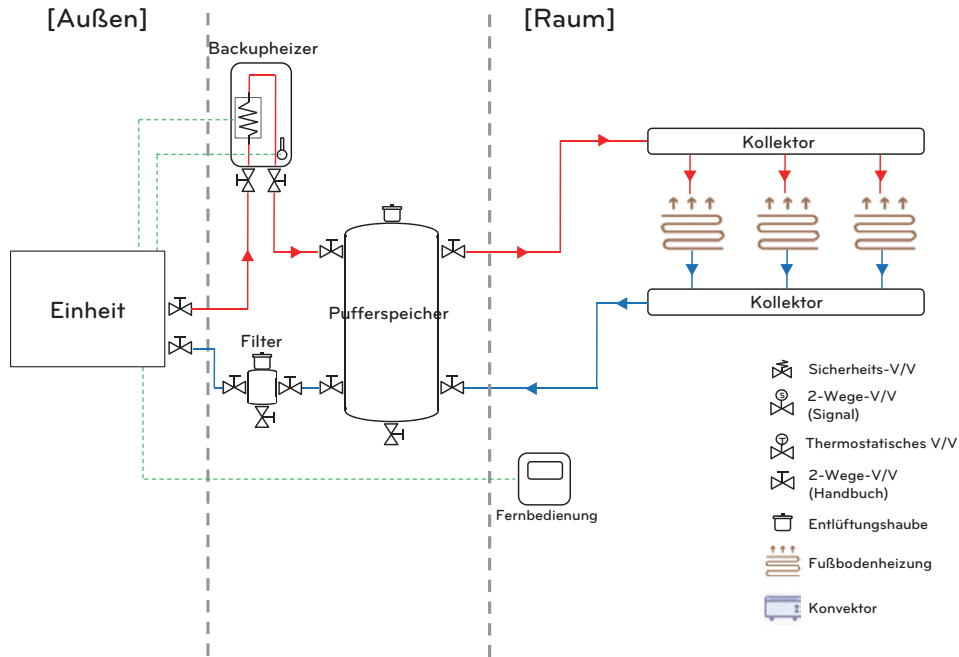 [Außen]
[Raum]
Backupheizer
Kollektor
Einheit
Pufferspeicher
Kollektor
Filter
Sicherheits-V/V
S
2-Wege-V/V
(Signal)
T
Thermostatisches V/V
2-Wege-V/V
(Handbuch)
Fernbedienung
Entlüftungshaube
Fußbodenheizung
Konvektor